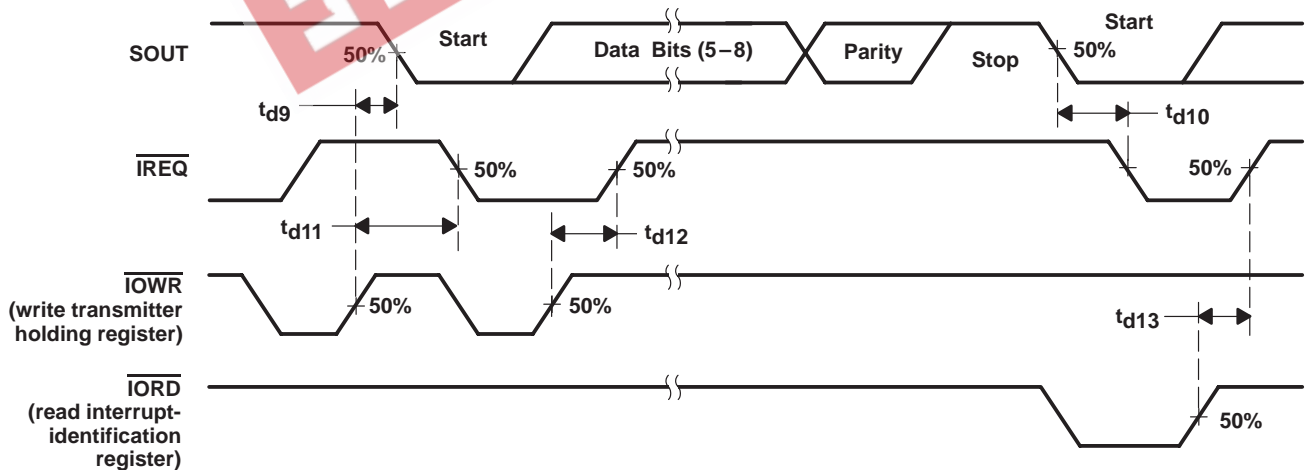 SOUT
50%
Start
Data Bits (5–8)
Parity
Stop
50%
Start
td9
td10
IREQ
50%
50%
50%
td11
td12
IOWR
(write transmitter
holding register)
50%
50%
td13
IORD
(read interrupt-
identification
register)
50%